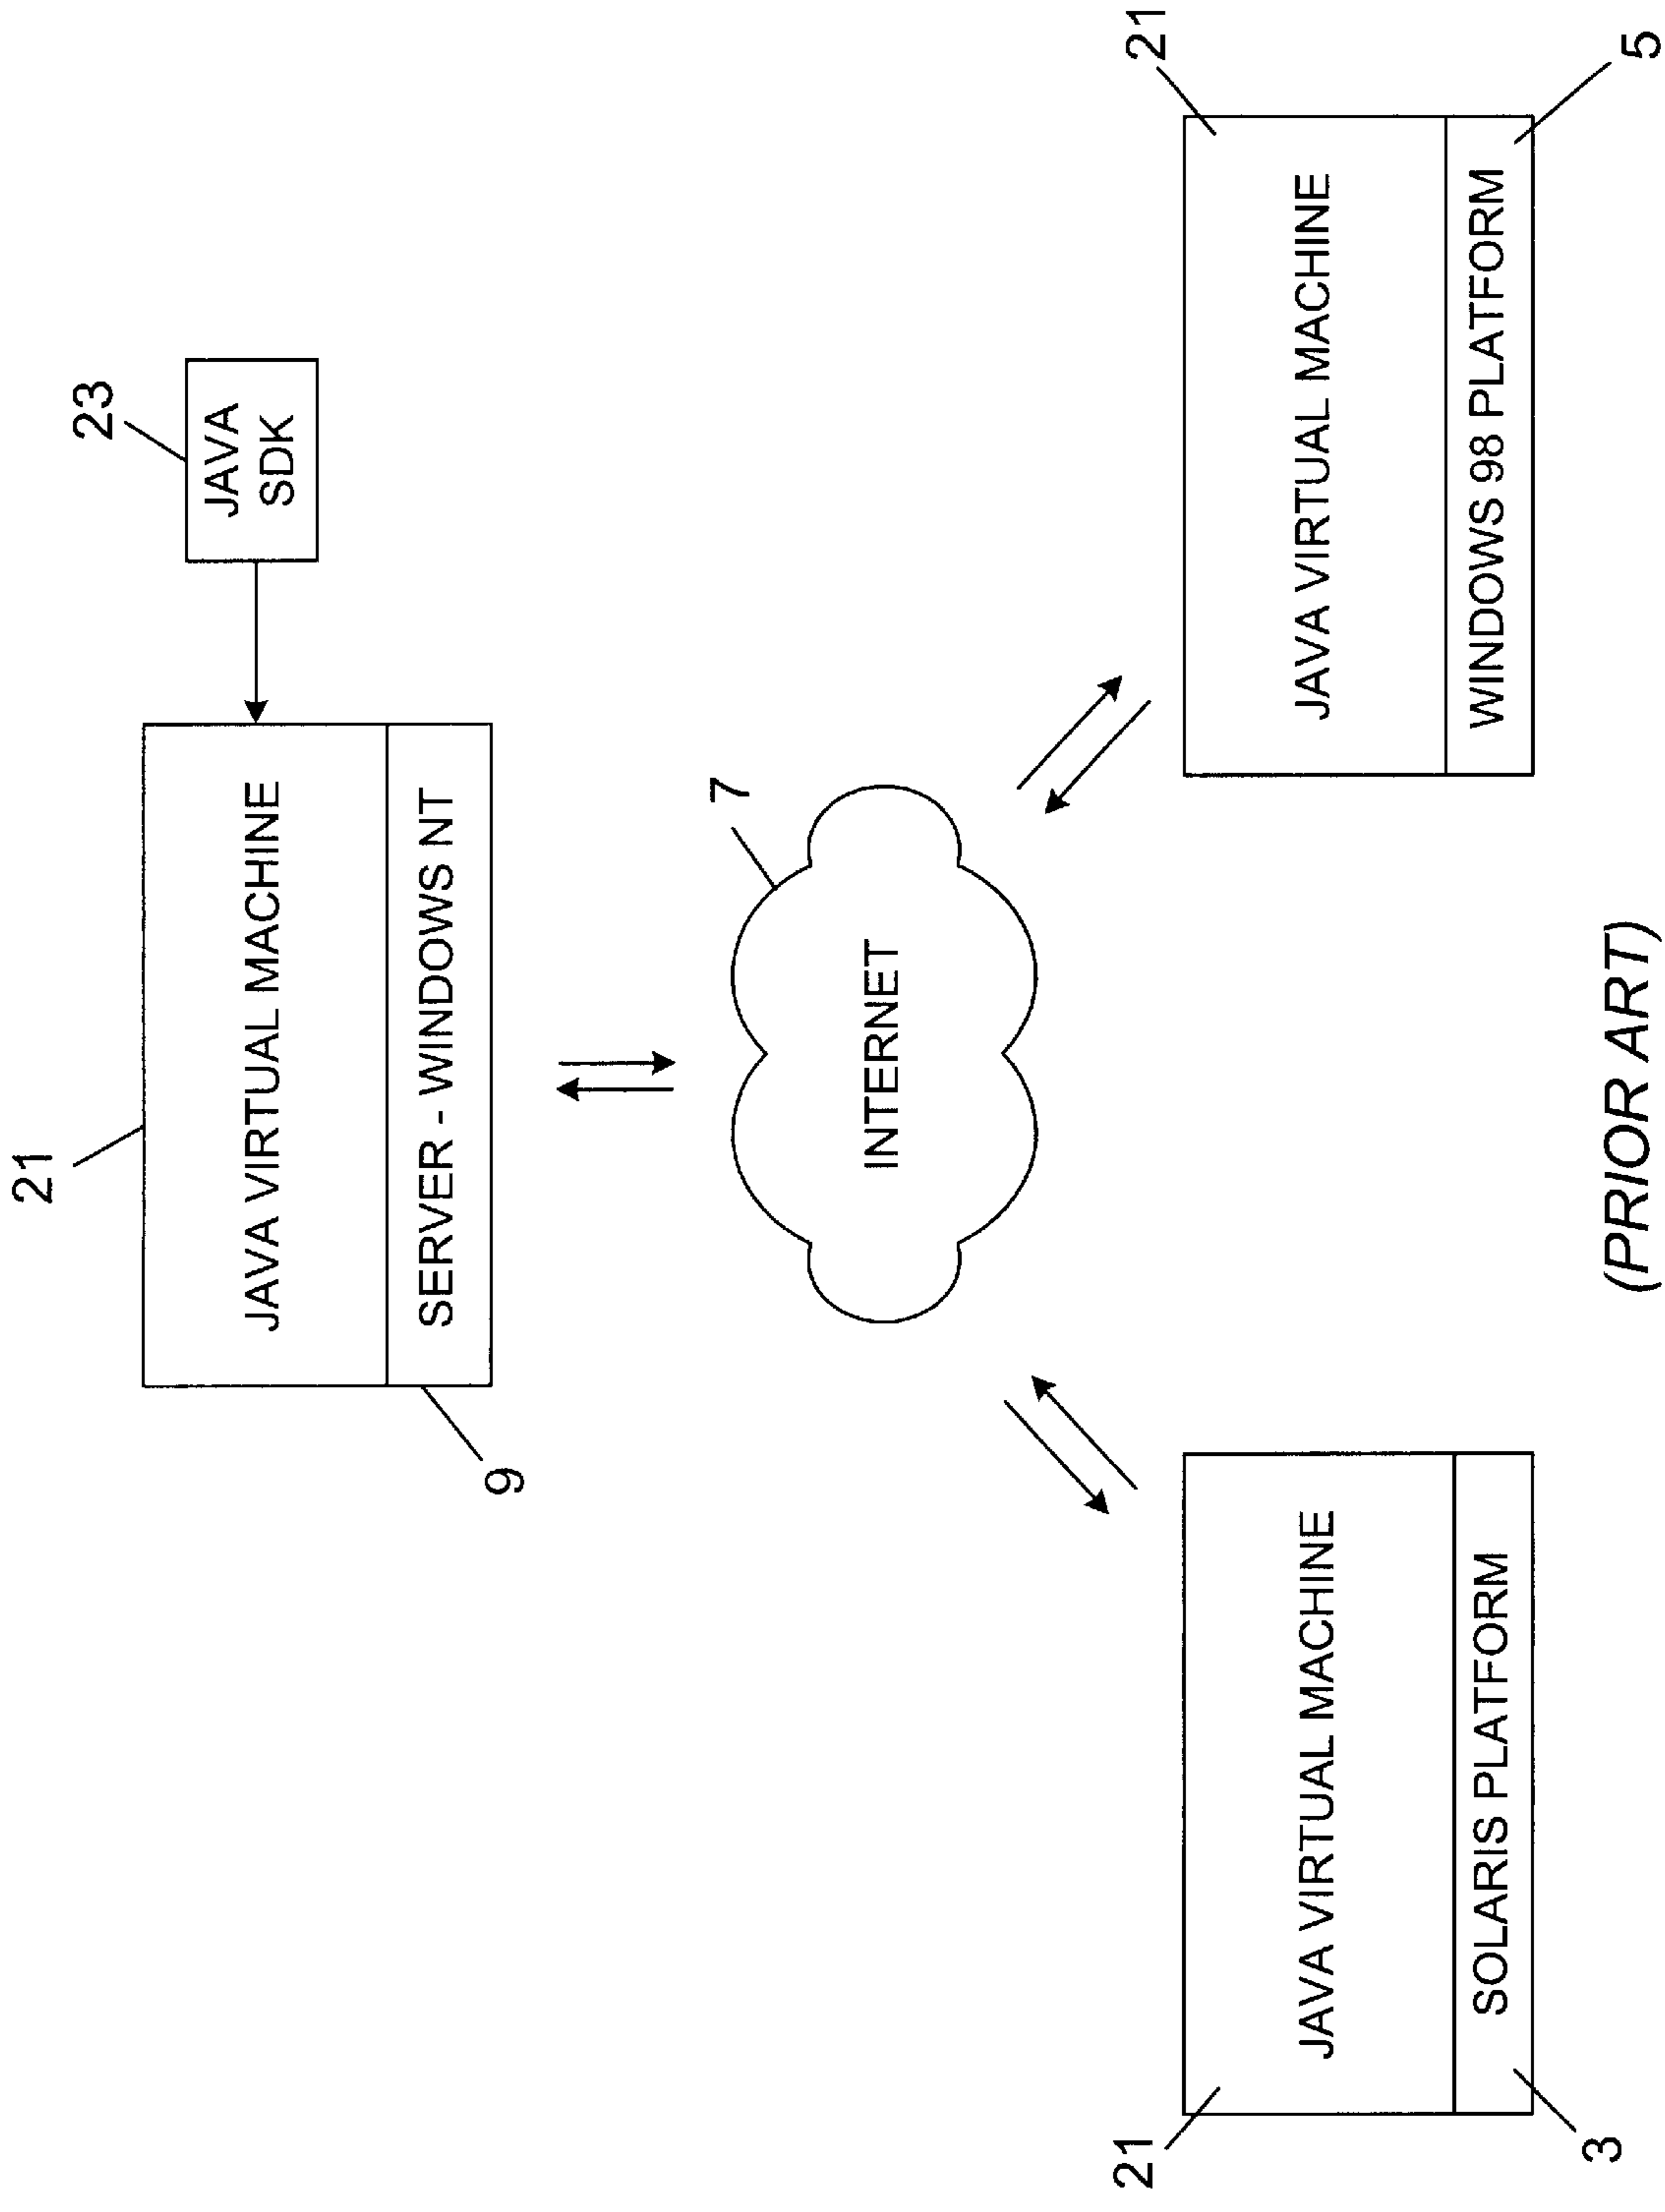 23
JAVA
SDK
21
JAVA VIRTUAL MACHINE
SERVER - WINDOWS NT
9
7
INTERNET
21
JAVA VIRTUAL MACHINE
SOLARIS PLATFORM
3
21
JAVA VIRTUAL MACHINE
WINDOWS 98 PLATFORM
5
(PRIOR ART)